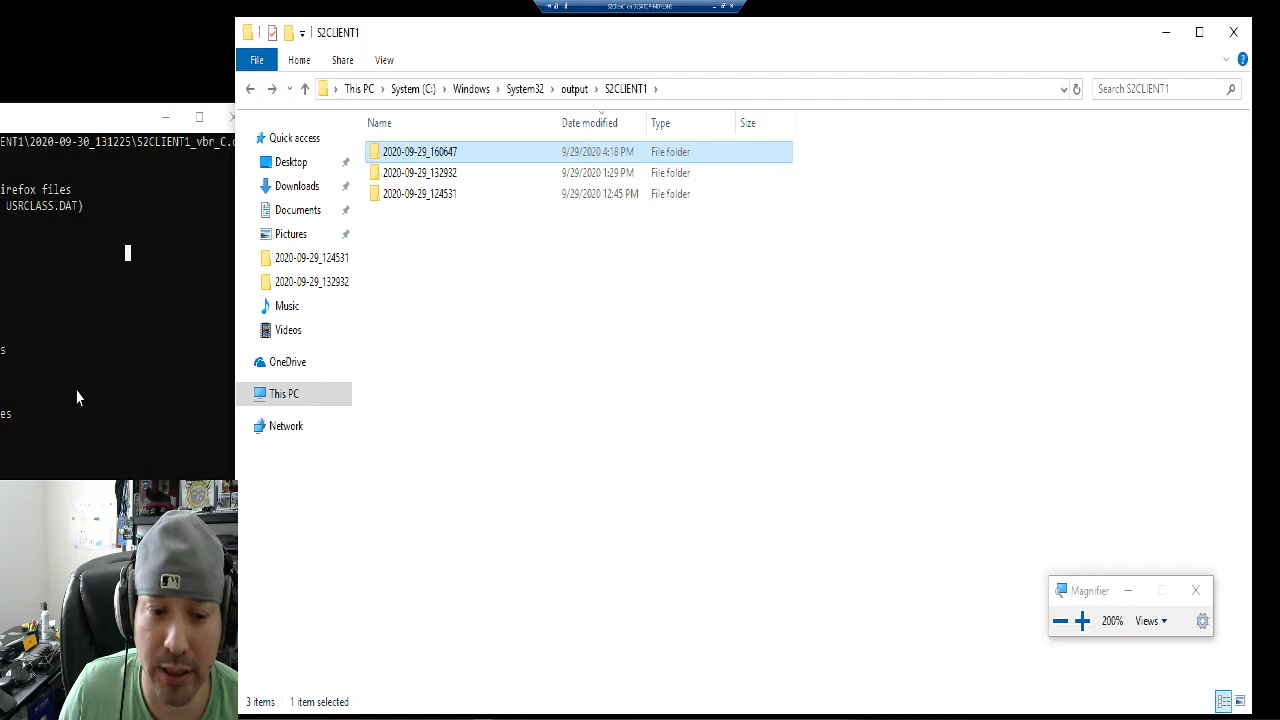 S2Client1 on DESKTOP-
S2CLIENT1
File
Home
Share
View
This PC
System (C:)
Windows
System32
output
S2CLIENT1
Search S2CLIENT1
Name
Date modified
Type
Size
2020-09-29_160647
9/29/2020 4:18 PM
File folder
2020-09-29_132932
9/29/2020 1:29 PM
File folder
2020-09-29_124531
9/29/2020 12:45 PM
File folder
Quick access
Desktop
Downloads
Documents
Pictures
2020-09-29_124531
2020-09-29_132932
Music
Videos
OneDrive
This PC
Network
ENT1\2020-09-30_131225\S2CLIENT1_vbr_C.
irefox files
USRCLASS.DAT)
s
es
Magnifier
200%
Views
3 items
1 item selected